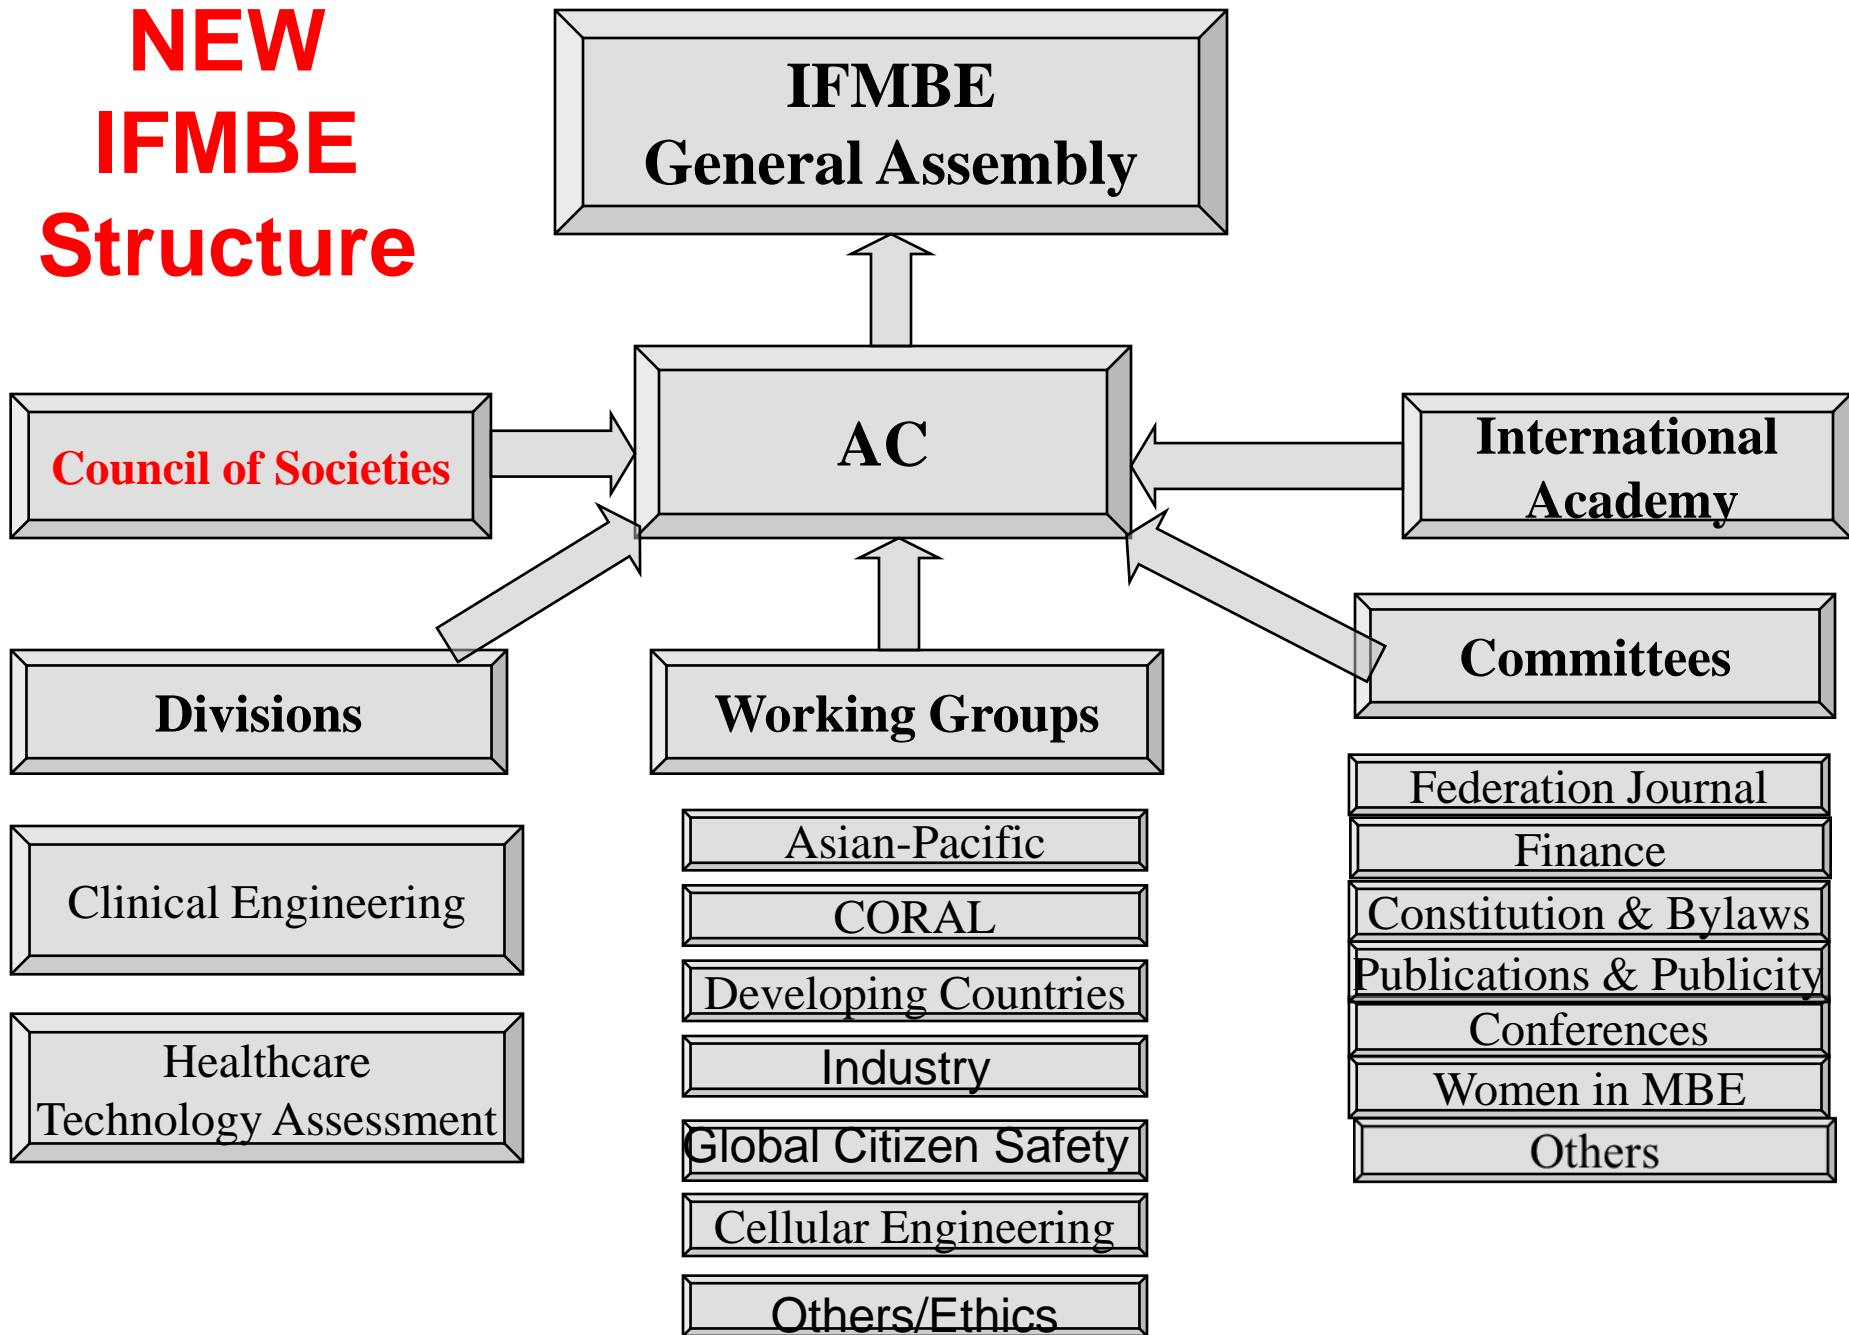 NEW
IFMBE
Structure
IFMBE
General Assembly
Council of Societies
AC
International
Academy
Divisions
Working Groups
Committees
Clinical Engineering
Healthcare
Technology Assessment
Asian-Pacific
CORAL
Developing Countries
Industry
Global Citizen Safety
Cellular Engineering
Others/Ethics
Federation Journal
Finance
Constitution & Bylaws
Publications & Publicity
Conferences
Women in MBE
Others